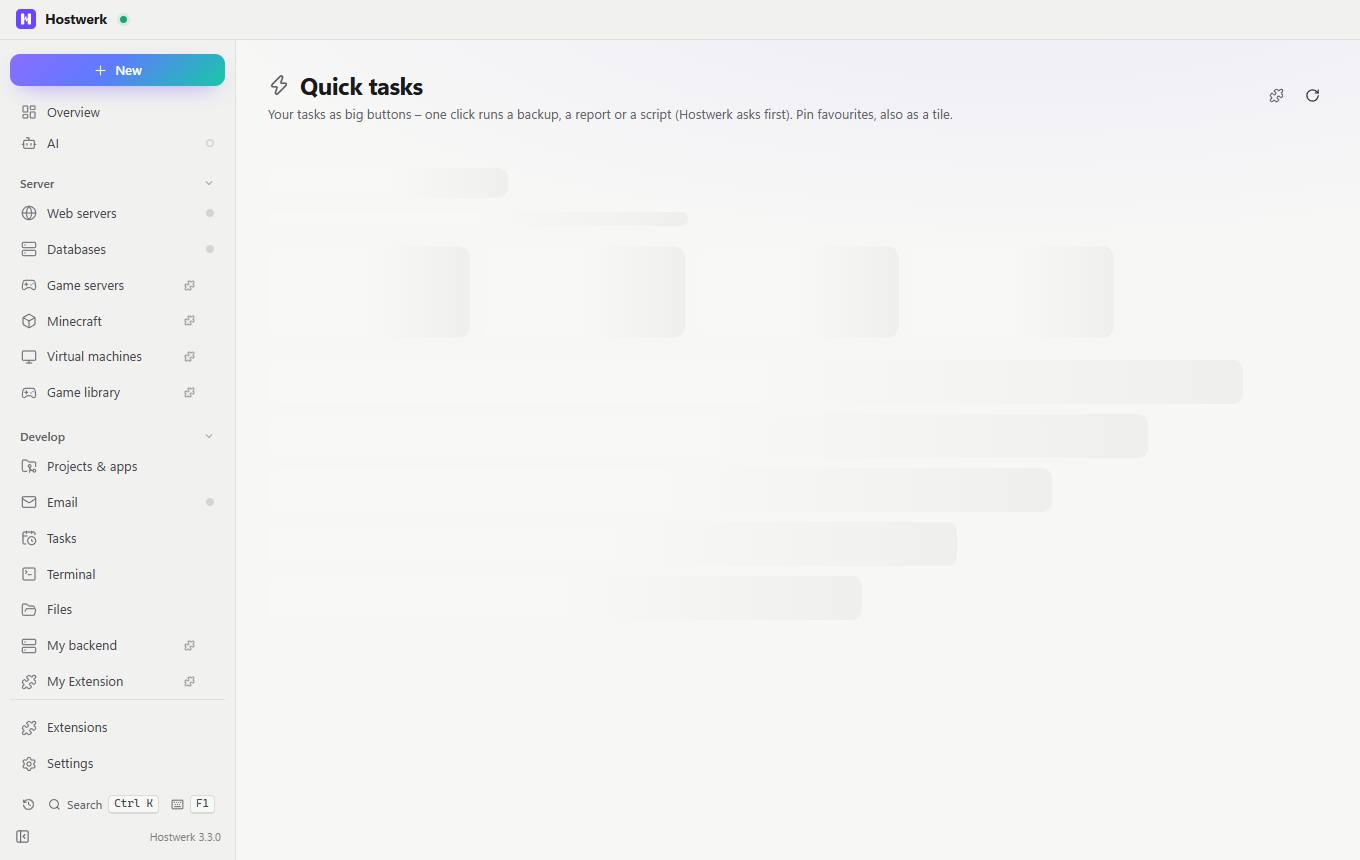 Hostwerk
New
Overview
AI
Server
Web servers
Databases
Game servers
Minecraft
Virtual machines
Game library
Develop
Projects & apps
Email
Tasks
Terminal
Files
My backend
My Extension
Extensions
Settings
Search Ctrl K F1
Hostwerk 3.3.0
Quick tasks
Your tasks as big buttons – one click runs a backup, a report or a script (Hostwerk asks first). Pin favourites, also as a tile.